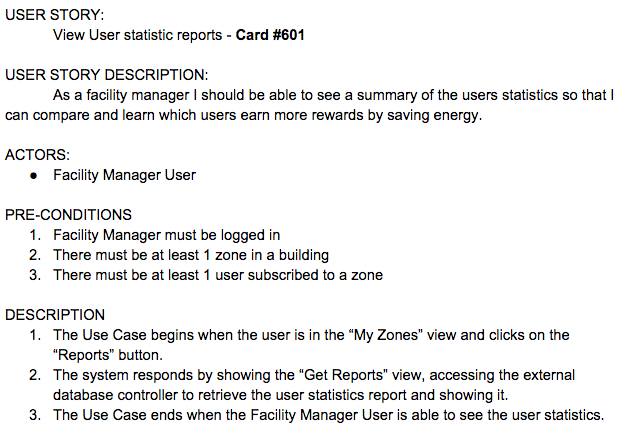 USER STORY:
View User statistic reports - Card #601
USER STORY DESCRIPTION:
As a facility manager I should be able to see a summary of the users statistics so that I
can compare and learn which users earn more rewards by saving energy.
ACTORS:
● Facility Manager User
PRE-CONDITIONS
1. Facility Manager must be logged in
2. There must be at least 1 zone in a building
3. There must be at least 1 user subscribed to a zone
DESCRIPTION
1. The Use Case begins when the user is in the “My Zones” view and clicks on the
“Reports” button.
2. The system responds by showing the “Get Reports” view, accessing the external
database controller to retrieve the user statistics report and showing it.
3. The Use Case ends when the Facility Manager User is able to see the user statistics.